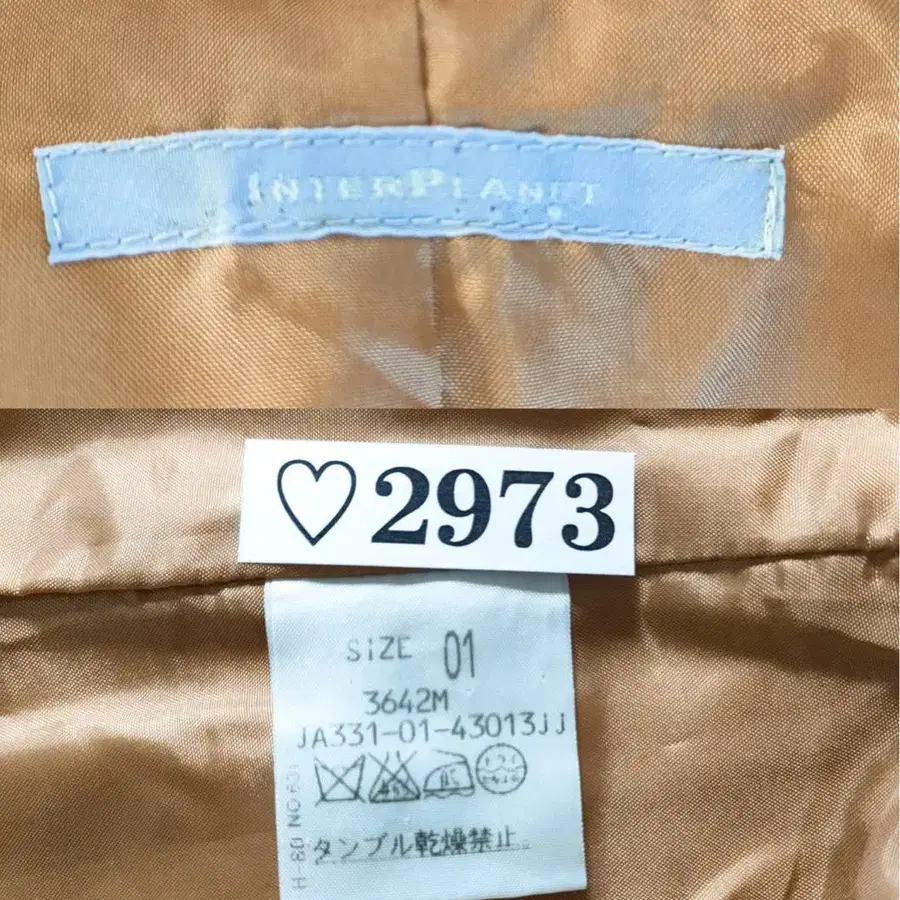 INTERPLANET
♡2973
SIZE 01
3642M
JA331-01-43013JJ
タンブル乾燥禁止